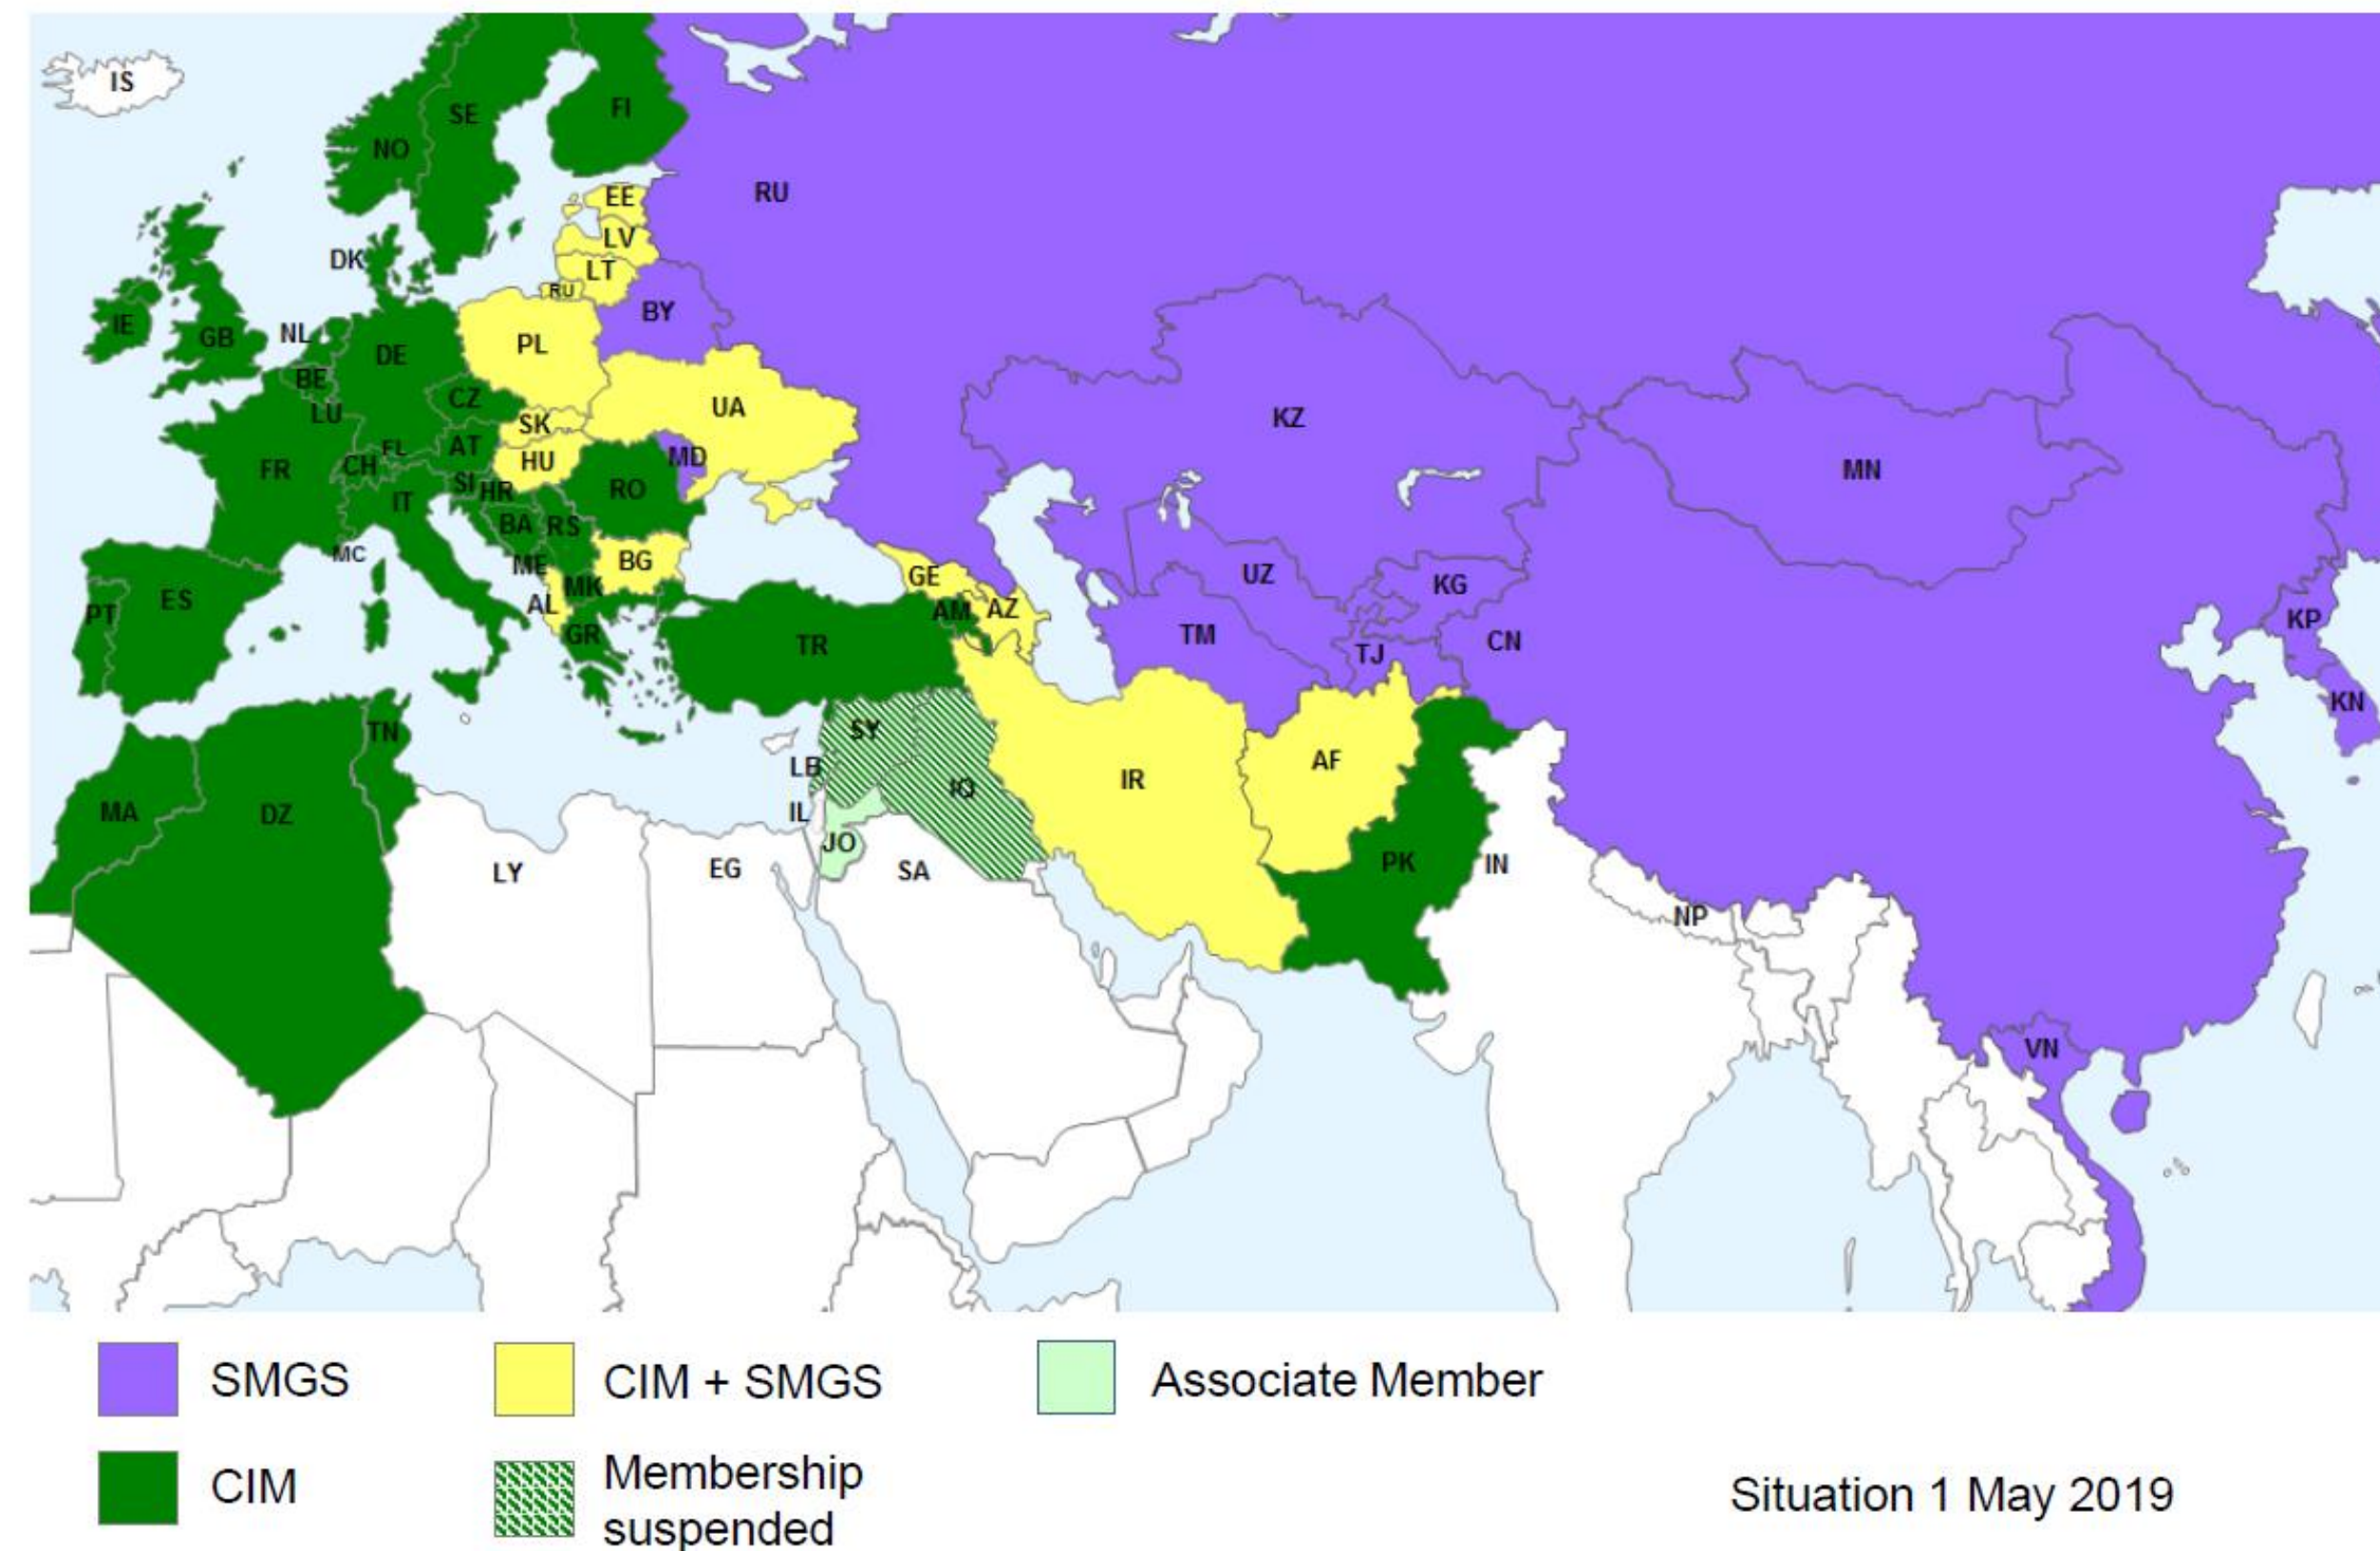 IS
SE
FI
NO
RU
EE
LV
DK
LT
RU
BY
IE
GB
NL
PL
DE
BE
CZ
UA
LU
SK
KZ
FL
AT
MD
HU
FR
CH
MN
SI
HR
RO
IT
BA
RS
MC
ME
BG
GE
UZ
KG
MK
ES
AL
AM
AZ
PT
KP
GR
TR
TM
TJ
CN
KN
TN
SY
LB
AF
IR
IQ
MA
DZ
IL
JO
LY
EG
SA
PK
IN
NP
VN
SMGS
CIM + SMGS
Associate Member
CIM
Membership
suspended
Situation 1 May 2019